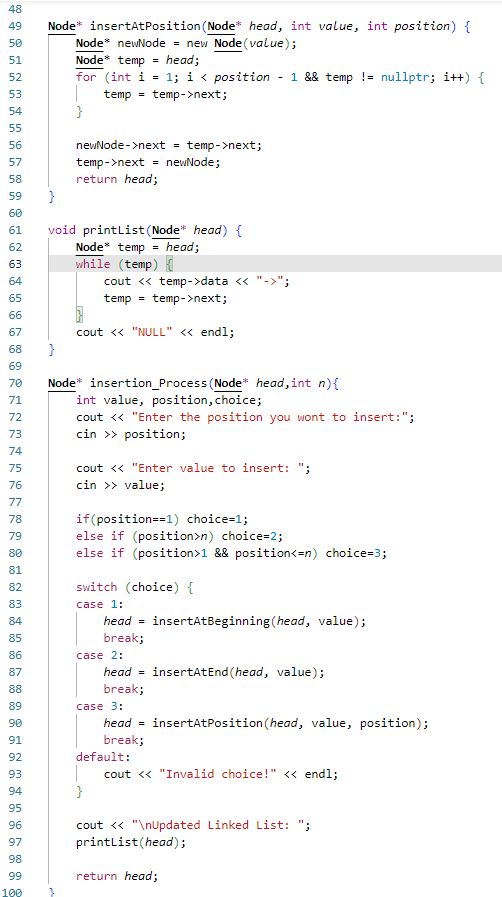 48
49 Node* insertAtPosition(Node* head, int value, int position) {
50     Node* newNode = new Node(value);
51     Node* temp = head;
52     for (int i = 1; i < position - 1 && temp != nullptr; i++) {
53         temp = temp->next;
54     }
55
56     newNode->next = temp->next;
57     temp->next = newNode;
58     return head;
59 }
60
61 void printList(Node* head) {
62     Node* temp = head;
63     while (temp) {
64         cout << temp->data << "->";
65         temp = temp->next;
66     }
67     cout << "NULL" << endl;
68 }
69
70 Node* insertion_Process(Node* head,int n){
71     int value, position,choice;
72     cout << "Enter the position you wont to insert:";
73     cin >> position;
74
75     cout << "Enter value to insert: ";
76     cin >> value;
77
78     if(position==1) choice=1;
79     else if (position>n) choice=2;
80     else if (position>1 && position<=n) choice=3;
81
82     switch (choice) {
83     case 1:
84         head = insertAtBeginning(head, value);
85         break;
86     case 2:
87         head = insertAtEnd(head, value);
88         break;
89     case 3:
90         head = insertAtPosition(head, value, position);
91         break;
92     default:
93         cout << "Invalid choice!" << endl;
94     }
95
96     cout << "\nUpdated Linked List: ";
97     printList(head);
98
99     return head;
100 }